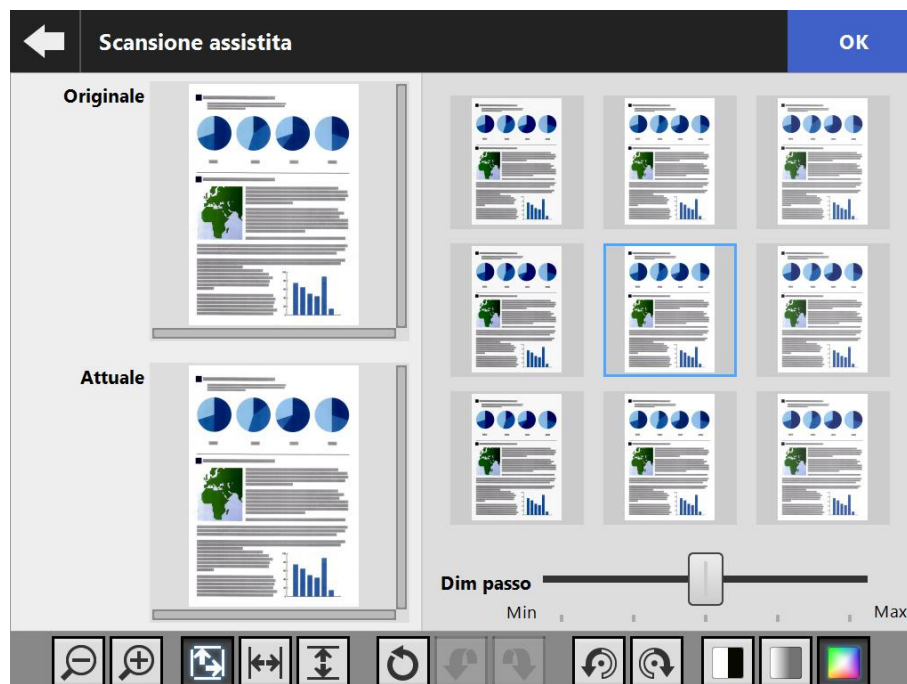 Scansione assistita
OK
Originale
Attuale
Dim passo
Min
Max